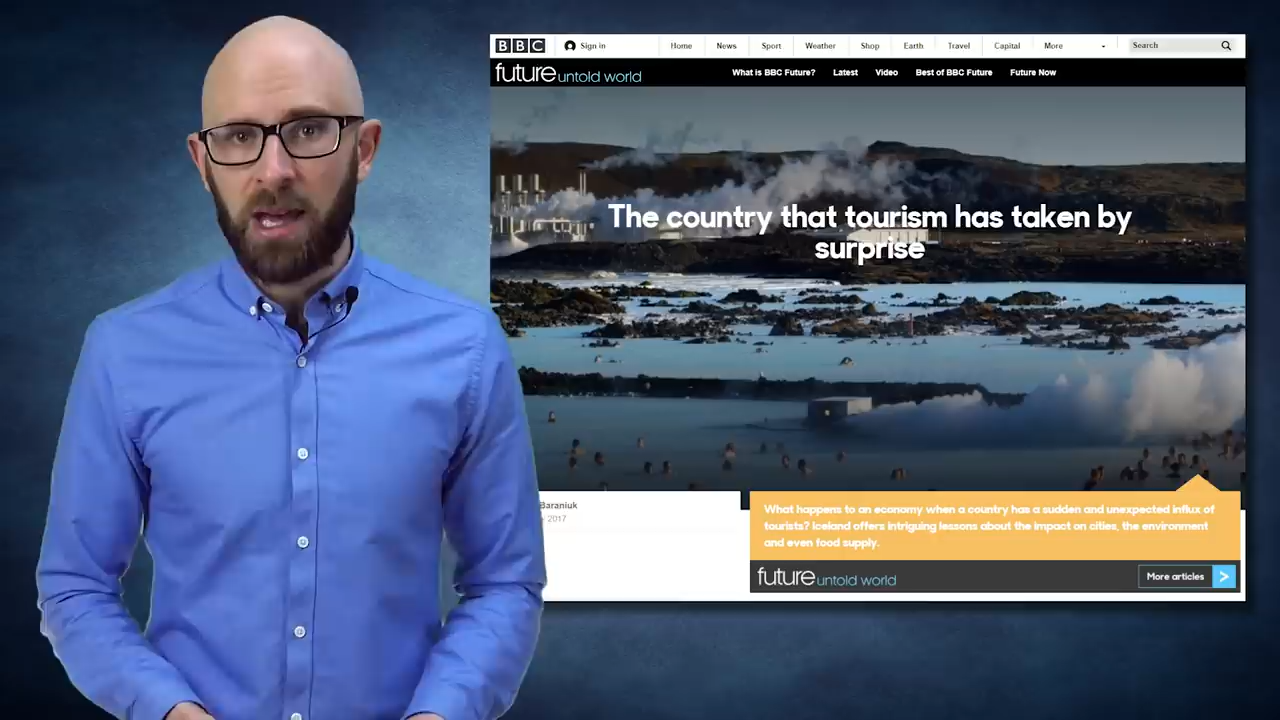 BBC Sign in Home News Sport Weather Shop Earth Travel Capital More Search
future untold world What is BBC Future? Latest Video Best of BBC Future Future Now
The country that tourism has taken by
surprise
Baraniuk
2017
What happens to an economy when a country has a sudden and unexpected influx of
tourists? Iceland offers intriguing lessons about the impact on cities, the environment
and even food supply.
future untold world More articles >